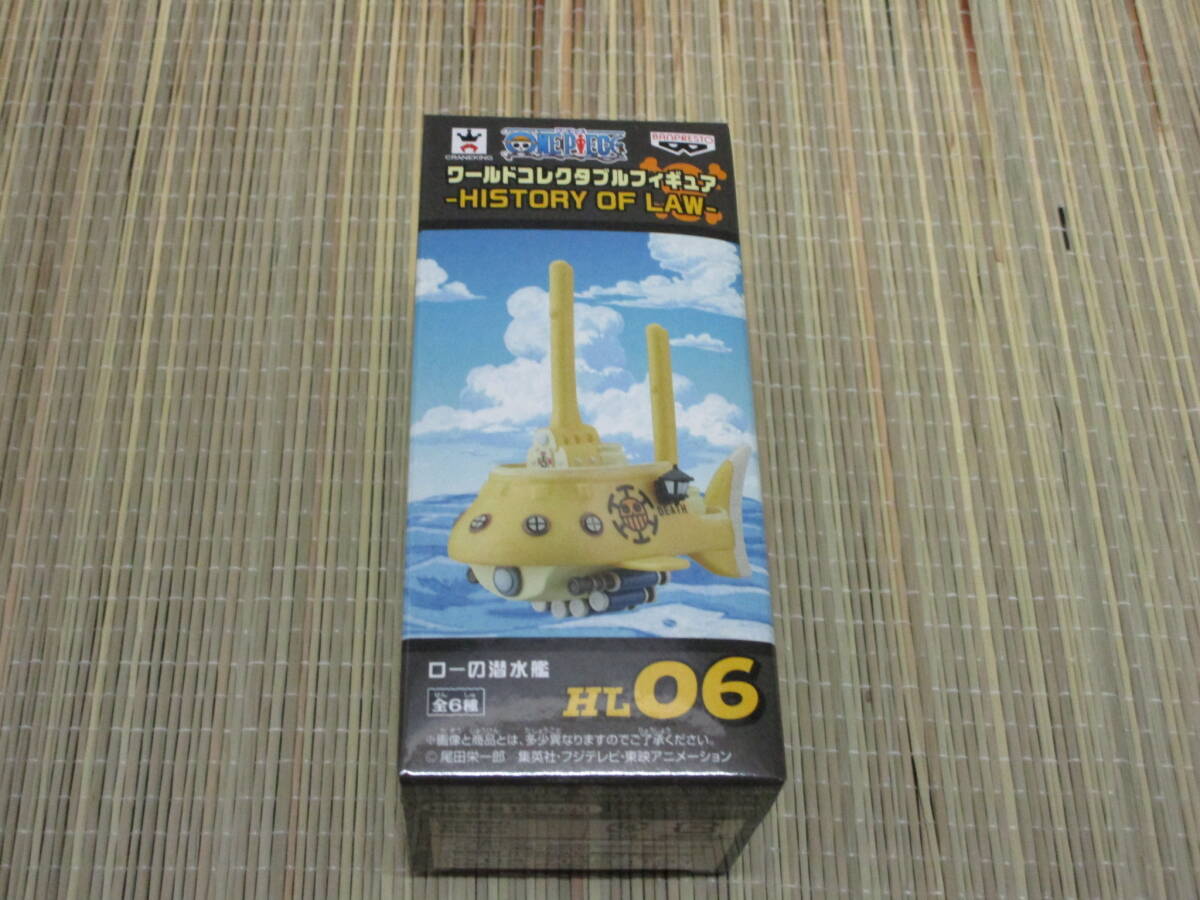 CRANEKING
ONE PIECE
BANPRESTO
ワールドコレクタブルフィギュア
-HISTORY OF LAW-
DEATH
ローの潜水艦
全6種
HL06
※画像と商品とは、多少異なりますのでご了承ください。
© 尾田栄一郎 集英社・フジテレビ・東映アニメーション